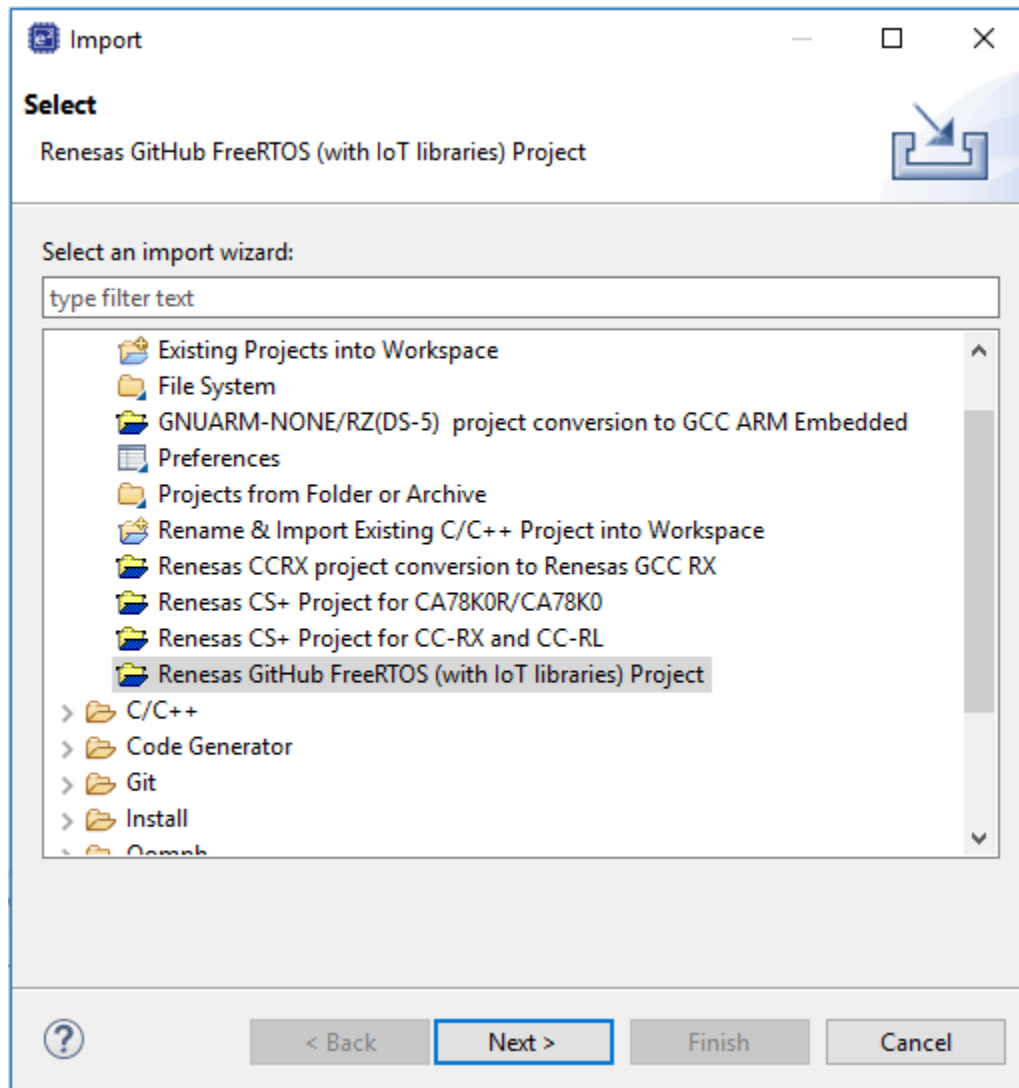 Import
Select
Renesas GitHub FreeRTOS (with IoT libraries) Project
Select an import wizard:
type filter text
Existing Projects into Workspace
File System
GNUARM-NONE/RZ(DS-5)  project conversion to GCC ARM Embedded
Preferences
Projects from Folder or Archive
Rename & Import Existing C/C++ Project into Workspace
Renesas CCRX project conversion to Renesas GCC RX
Renesas CS+ Project for CA78K0R/CA78K0
Renesas CS+ Project for CC-RX and CC-RL
Renesas GitHub FreeRTOS (with IoT libraries) Project
C/C++
Code Generator
Git
Install
Oomph
< Back Next > Finish Cancel